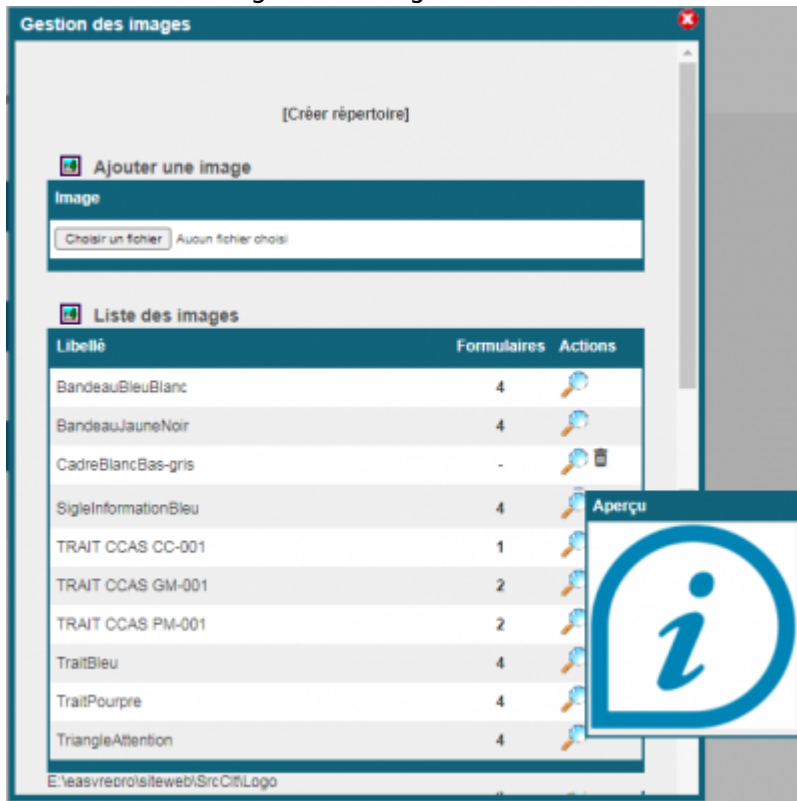 Gestion des images
[Créer répertoire]
Ajouter une image
Image
Choisir un fichier Aucun fichier choisi
Liste des images
Libellé Formulaires Actions
BandeauBleuBlanc 4
BandeauJauneNoir 4
CadreBlancBas-gris -
SigleInformationBleu 4
Aperçu
TRAIT CCAS CC-001 1
TRAIT CCAS GM-001 2
TRAIT CCAS PM-001 2
i
TraitBleu 4
TraitPourpre 4
TriangleAttention 4
E:\easyrepro\siteweb\SrcClt\Logo